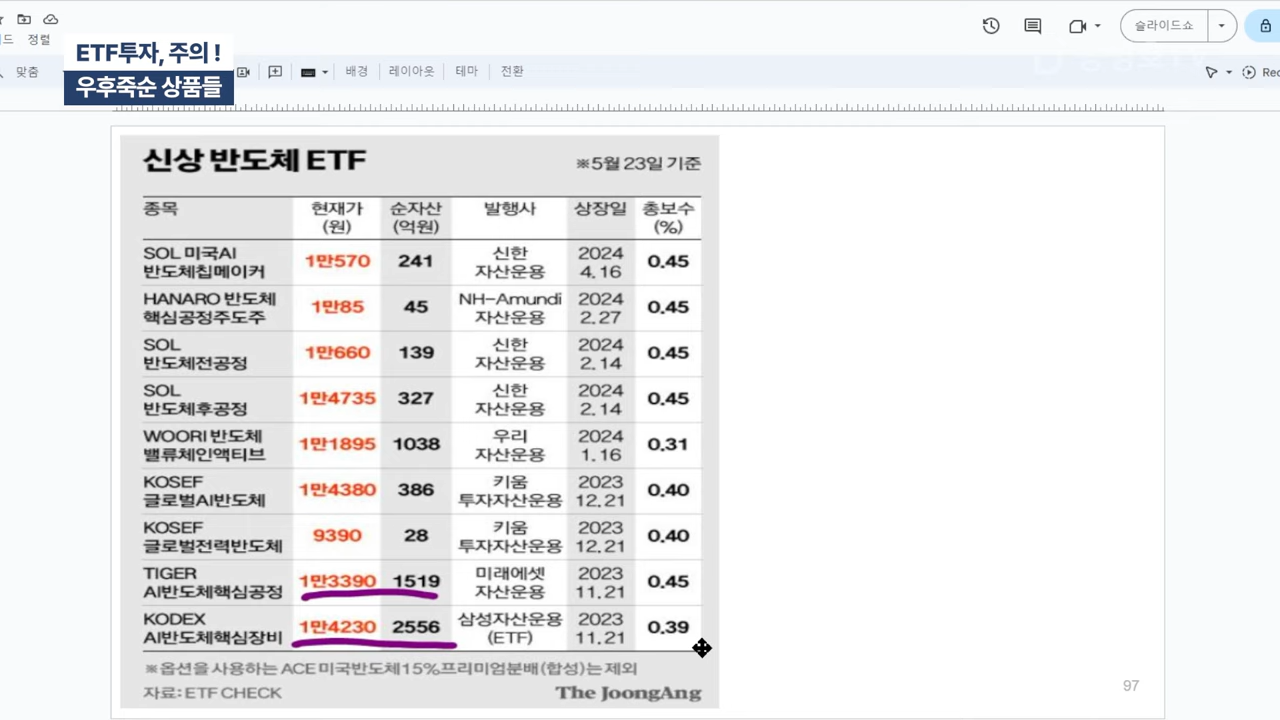 드 정렬
슬라이드쇼
ETF투자, 주의 !
우후죽순 상품들
맞춤
배경 레이아웃 테마 전환
Rec
신상 반도체 ETF
※5월 23일 기준
종목 현재가 순자산 발행사 상장일 총보수
(원) (억원) (%)
SOL 미국AI 신한 2024
1만570 241 0.45
반도체칩메이커 자산운용 4.16
HANARO 반도체 NH-Amundi 2024
1만85 45 0.45
핵심공정주도주 자산운용 2.27
SOL 신한 2024
1만660 139 0.45
반도체전공정 자산운용 2.14
SOL 신한 2024
1만4735 327 0.45
반도체후공정 자산운용 2.14
WOORI 반도체 우리 2024
1만1895 1038 0.31
밸류체인액티브 자산운용 1.16
KOSEF 키움 2023
1만4380 386 0.40
글로벌AI반도체 투자자산운용 12.21
KOSEF 키움 2023
9390 28 0.40
글로벌전력반도체 투자자산운용 12.21
TIGER 미래에셋 2023
1만3390 1519 0.45
AI반도체핵심공정 자산운용 11.21
KODEX 삼성자산운용 2023
1만4230 2556 0.39
AI반도체핵심장비 (ETF) 11.21
※옵션을 사용하는 ACE 미국반도체15%프리미엄분배(합성)는 제외
자료: ETF CHECK The JoongAng
97